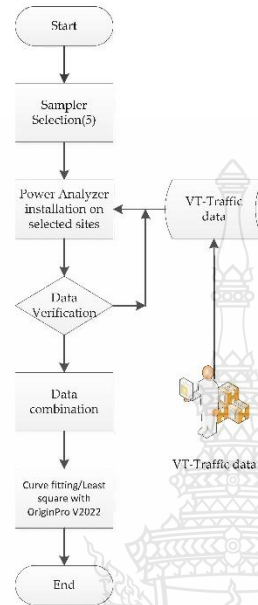 Start
Sampler
Selection(5)
Power Analyzer
installation on
selected sites
VT-Traffic
data
Data
Verification
Data
combination
VT-Traffic data
Curve fitting/Least
square with
OriginPro V2022
End